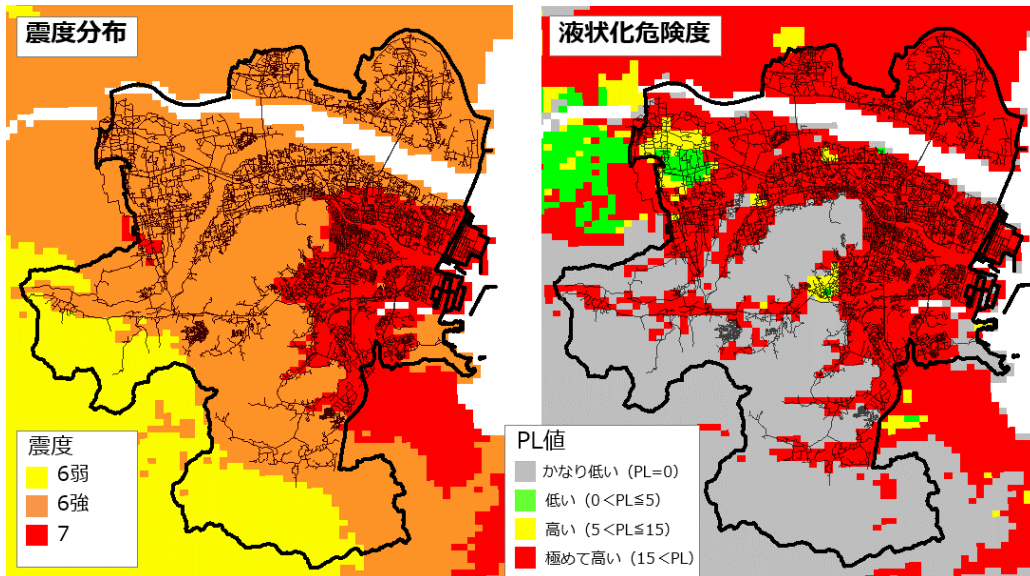 震度分布
震度
6弱
6強
7
液状化危険度
PL値
かなり低い（PL=0）
低い（0＜PL≦5）
高い（5＜PL≦15）
極めて高い（15＜PL）